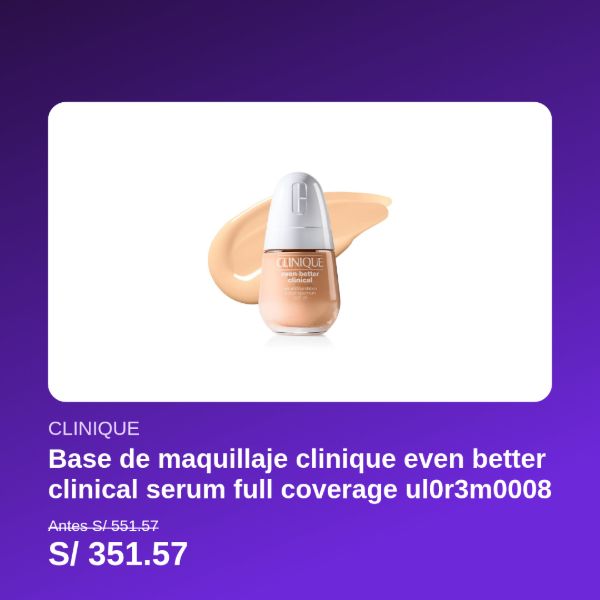 CLINIQUE
even better
clinical
CLINIQUE
Base de maquillaje clinique even better
clinical serum full coverage ul0r3m0008
Antes S/ 551.57
S/ 351.57